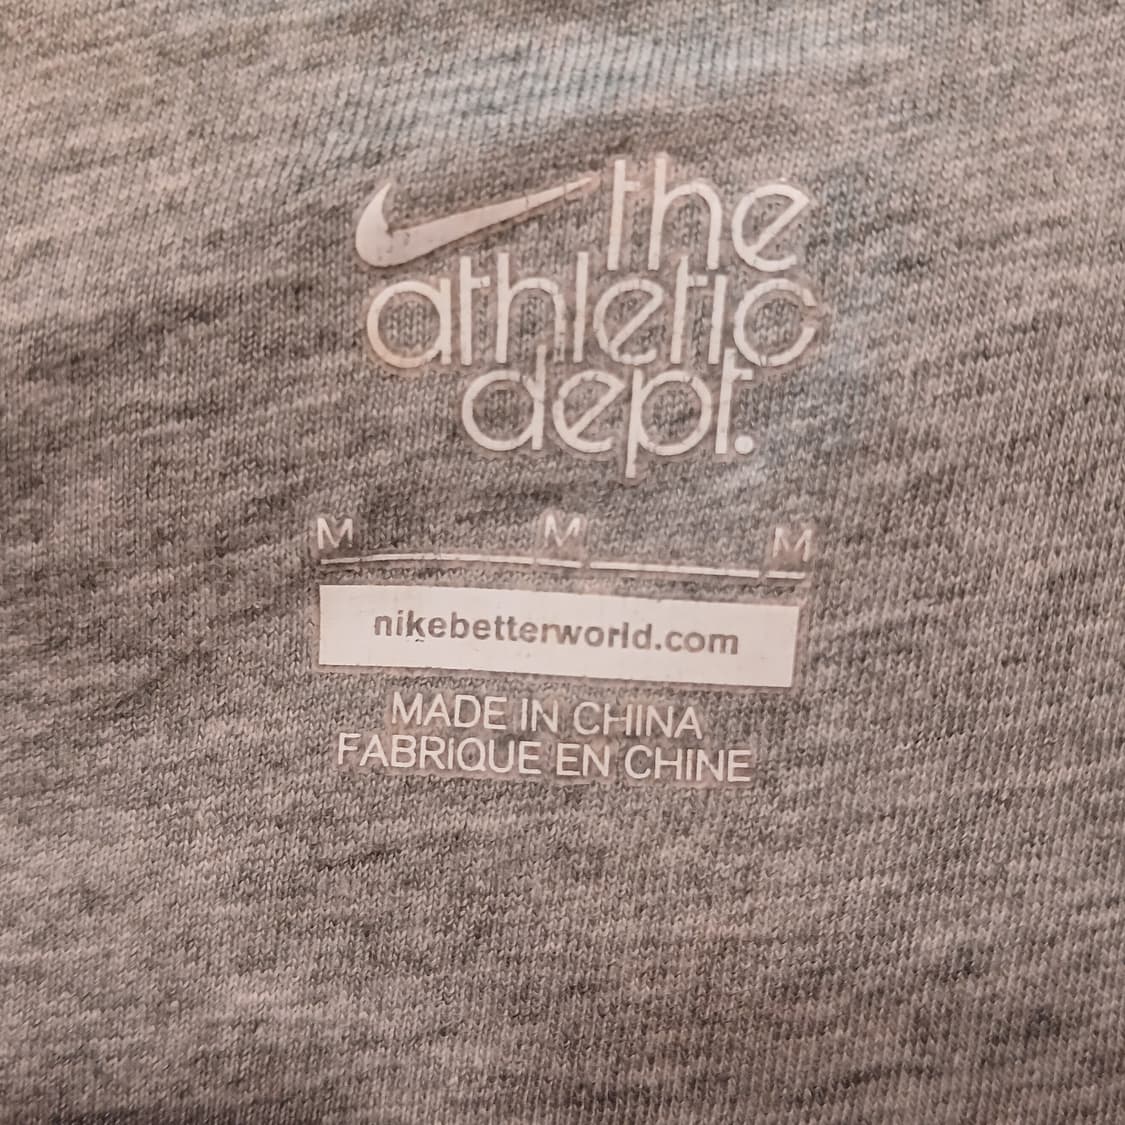 the
athletic
dept.
M M M
nikebetterworld.com
MADE IN CHINA
FABRIQUE EN CHINE